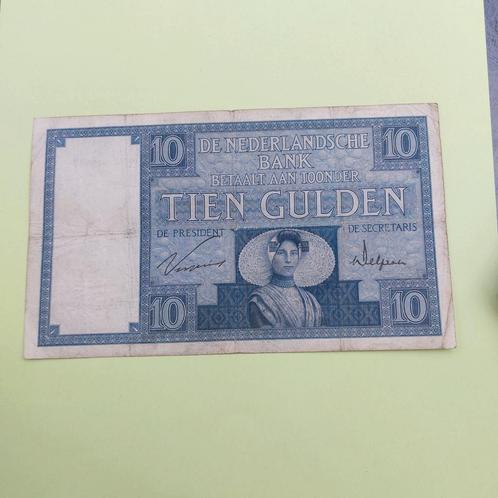 10 DE NEDERLANDSCHE 10
BANK
BETAALT AAN TOONDER
TIEN GULDEN
DE PRESIDENT DE SECRETARIS
10 10